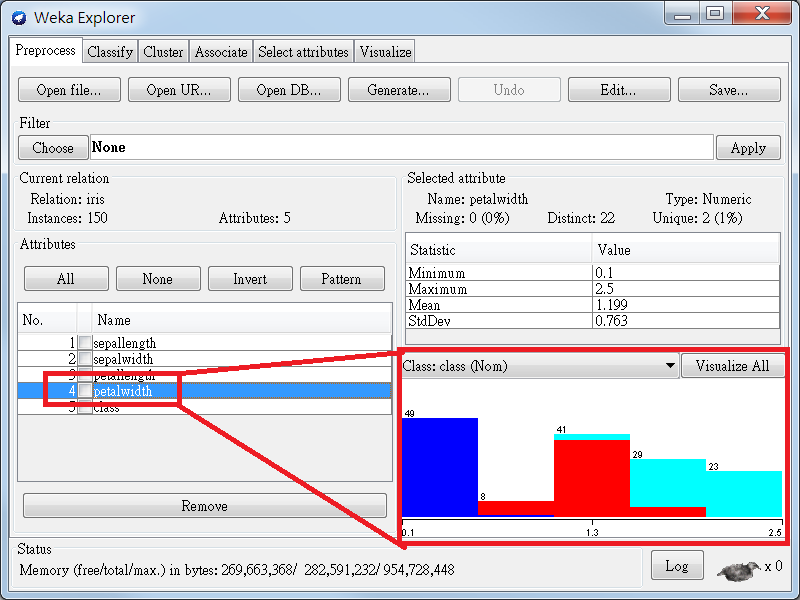 Weka Explorer
Preprocess Classify Cluster Associate Select attributes Visualize
Open file... Open UR... Open DB... Generate... Undo Edit... Save...
Filter
Choose None Apply
Current relation
Relation: iris
Instances: 150 Attributes: 5
Selected attribute
Name: petalwidth Type: Numeric
Missing: 0 (0%) Distinct: 22 Unique: 2 (1%)
Statistic Value
Minimum 0.1
Maximum 2.5
Mean 1.199
StdDev 0.763
Attributes
All None Invert Pattern
No. Name
1 sepallength
2 sepalwidth
3 petallength
4 petalwidth
5 class
Remove
Class: class (Nom) Visualize All
49
8
41
29
23
0.1 1.3 2.5
Status
Memory (free/total/max.) in bytes: 269,663,368/ 282,591,232/ 954,728,448
Log x 0